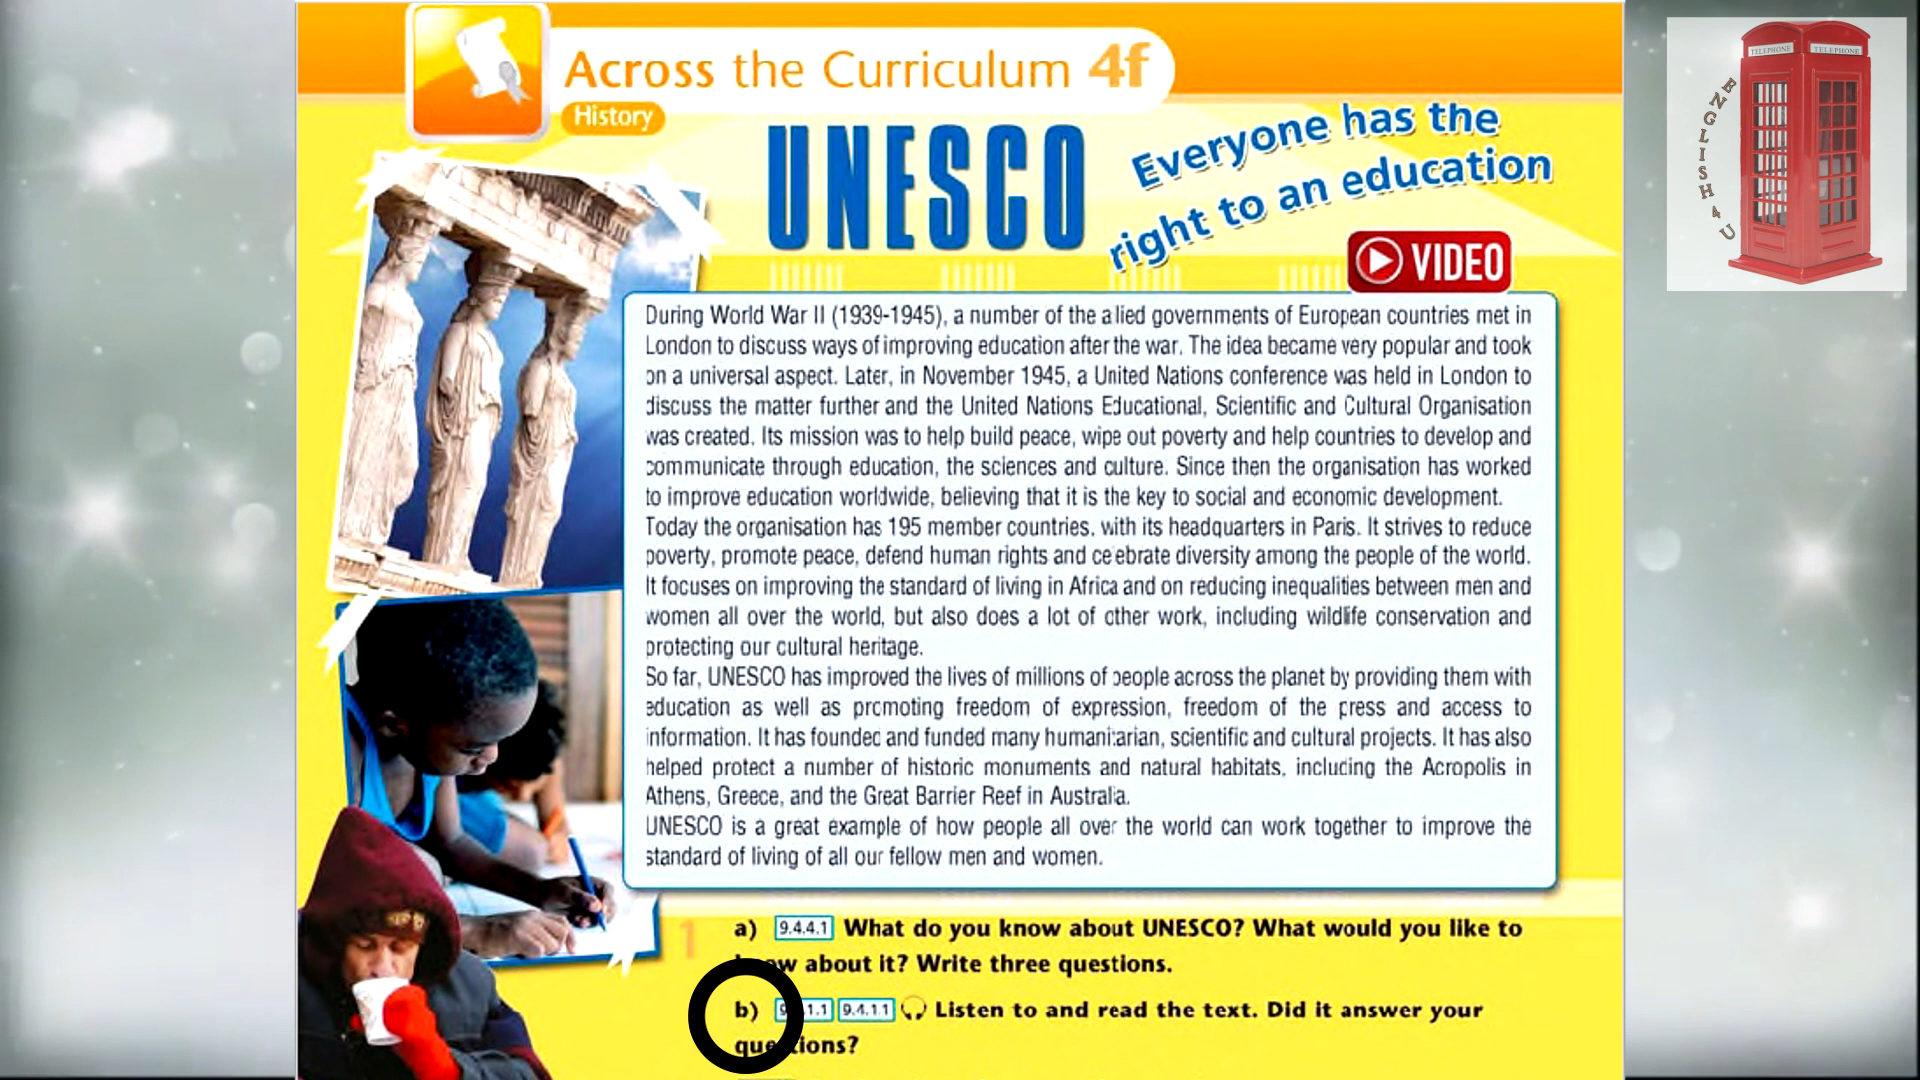 Across the Curriculum 4f
History
UNESCO
Everyone has the
right to an education
VIDEO
TELEPHONE TELEPHONE
ENGLISH 4 U
During World War II (1939-1945), a number of the allied governments of European countries met in
London to discuss ways of improving education after the war. The idea became very popular and took
on a universal aspect. Later, in November 1945, a United Nations conference was held in London to
discuss the matter further and the United Nations Educational, Scientific and Cultural Organisation
was created. Its mission was to help build peace, wipe out poverty and help countries to develop and
communicate through education, the sciences and culture. Since then the organisation has worked
to improve education worldwide, believing that it is the key to social and economic development.
Today the organisation has 195 member countries, with its headquarters in Paris. It strives to reduce
poverty, promote peace, defend human rights and celebrate diversity among the people of the world.
It focuses on improving the standard of living in Africa and on reducing inequalities between men and
women all over the world, but also does a lot of other work, including wildlife conservation and
protecting our cultural heritage.
So far, UNESCO has improved the lives of millions of people across the planet by providing them with
education as well as promoting freedom of expression, freedom of the press and access to
information. It has founded and funded many humanitarian, scientific and cultural projects. It has also
helped protect a number of historic monuments and natural habitats, including the Acropolis in
Athens, Greece, and the Great Barrier Reef in Australia.
UNESCO is a great example of how people all over the world can work together to improve the
standard of living of all our fellow men and women.
1 a) 9.4.4.1 What do you know about UNESCO? What would you like to
know about it? Write three questions.
b) 9.4.1.1 Listen to and read the text. Did it answer your
questions?